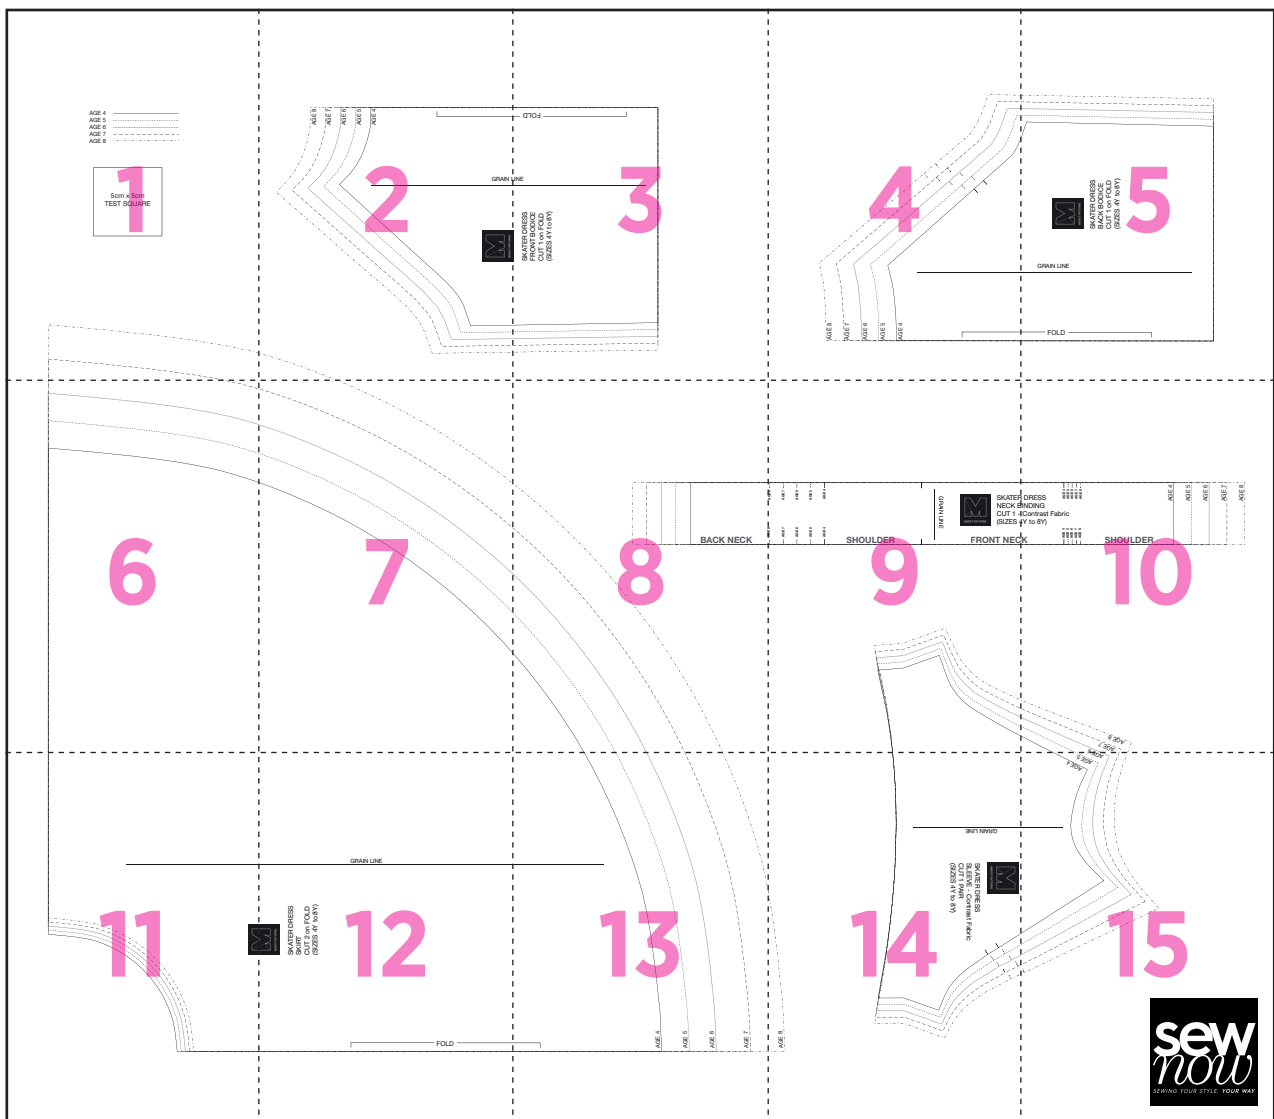 AGE 4
AGE 5
AGE 6
AGE 7
AGE 8
1
5cm x 5cm
TEST SQUARE
AGE 8
AGE 7
AGE 6
AGE 5
AGE 4
FOLD
GRAIN LINE
2
3
SKATER DRESS
FRONT BODICE
CUT 1 on FOLD
(SIZES 4Y to 8Y)
4
5
SKATER DRESS
BACK BODICE
CUT 1 on FOLD
(SIZES 4Y to 8Y)
GRAIN LINE
AGE 8
AGE 7
AGE 6
AGE 5
AGE 4
FOLD
6
7
8
9
10
GRAIN LINE
SKATER DRESS
NECK BINDING
CUT 1 - Contrast Fabric
(SIZES 4Y to 8Y)
AGE 4
AGE 5
AGE 6
AGE 7
AGE 8
BACK NECK
SHOULDER
FRONT NECK
SHOULDER
AGE 8
AGE 7
AGE 6
AGE 5
AGE 4
GRAIN LINE
SKATER DRESS
SLEEVE - Contrast Fabric
CUT 1 PAIR
(SIZES 4Y to 8Y)
GRAIN LINE
11
12
13
14
15
SKATER DRESS
SKIRT
CUT 2 on FOLD
(SIZES 4Y to 8Y)
FOLD
AGE 4
AGE 5
AGE 6
AGE 7
AGE 8
sew
now
SEWING YOUR STYLE, YOUR WAY